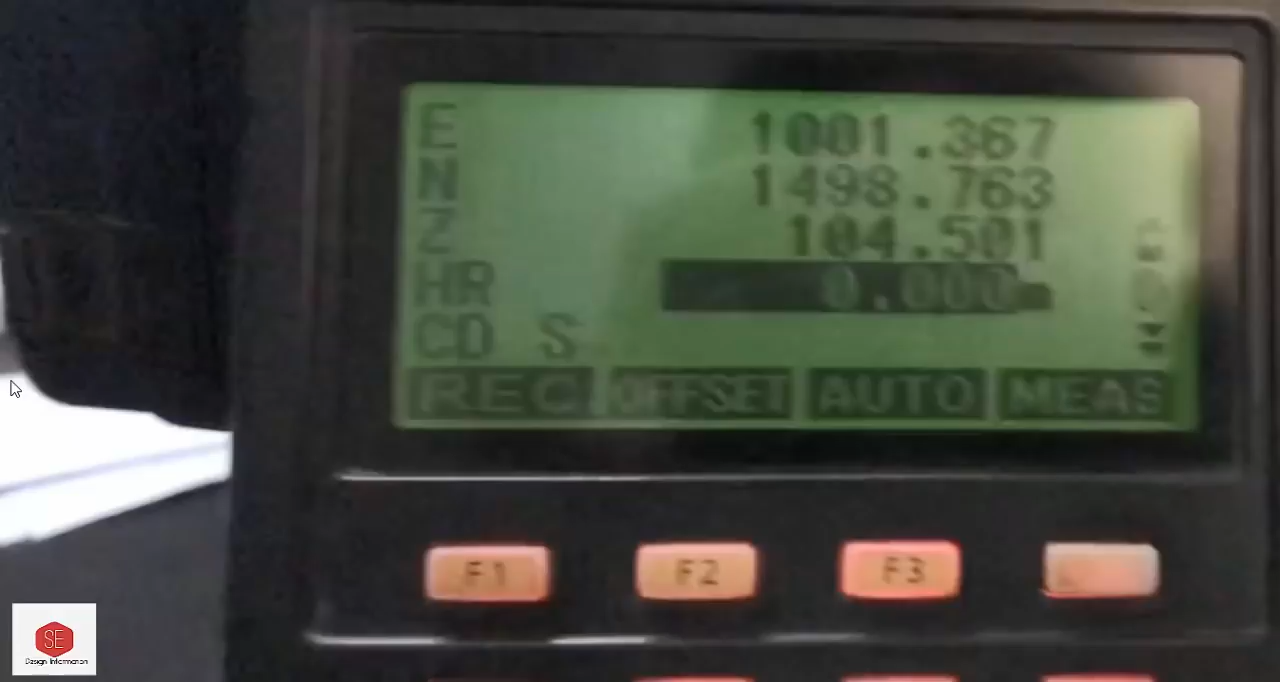 E 1001.367
N 1498.763
Z 104.501
HR 0.000m
CD S
REC OFFSET AUTO MEAS
F1 F2 F3
SE
Design Information